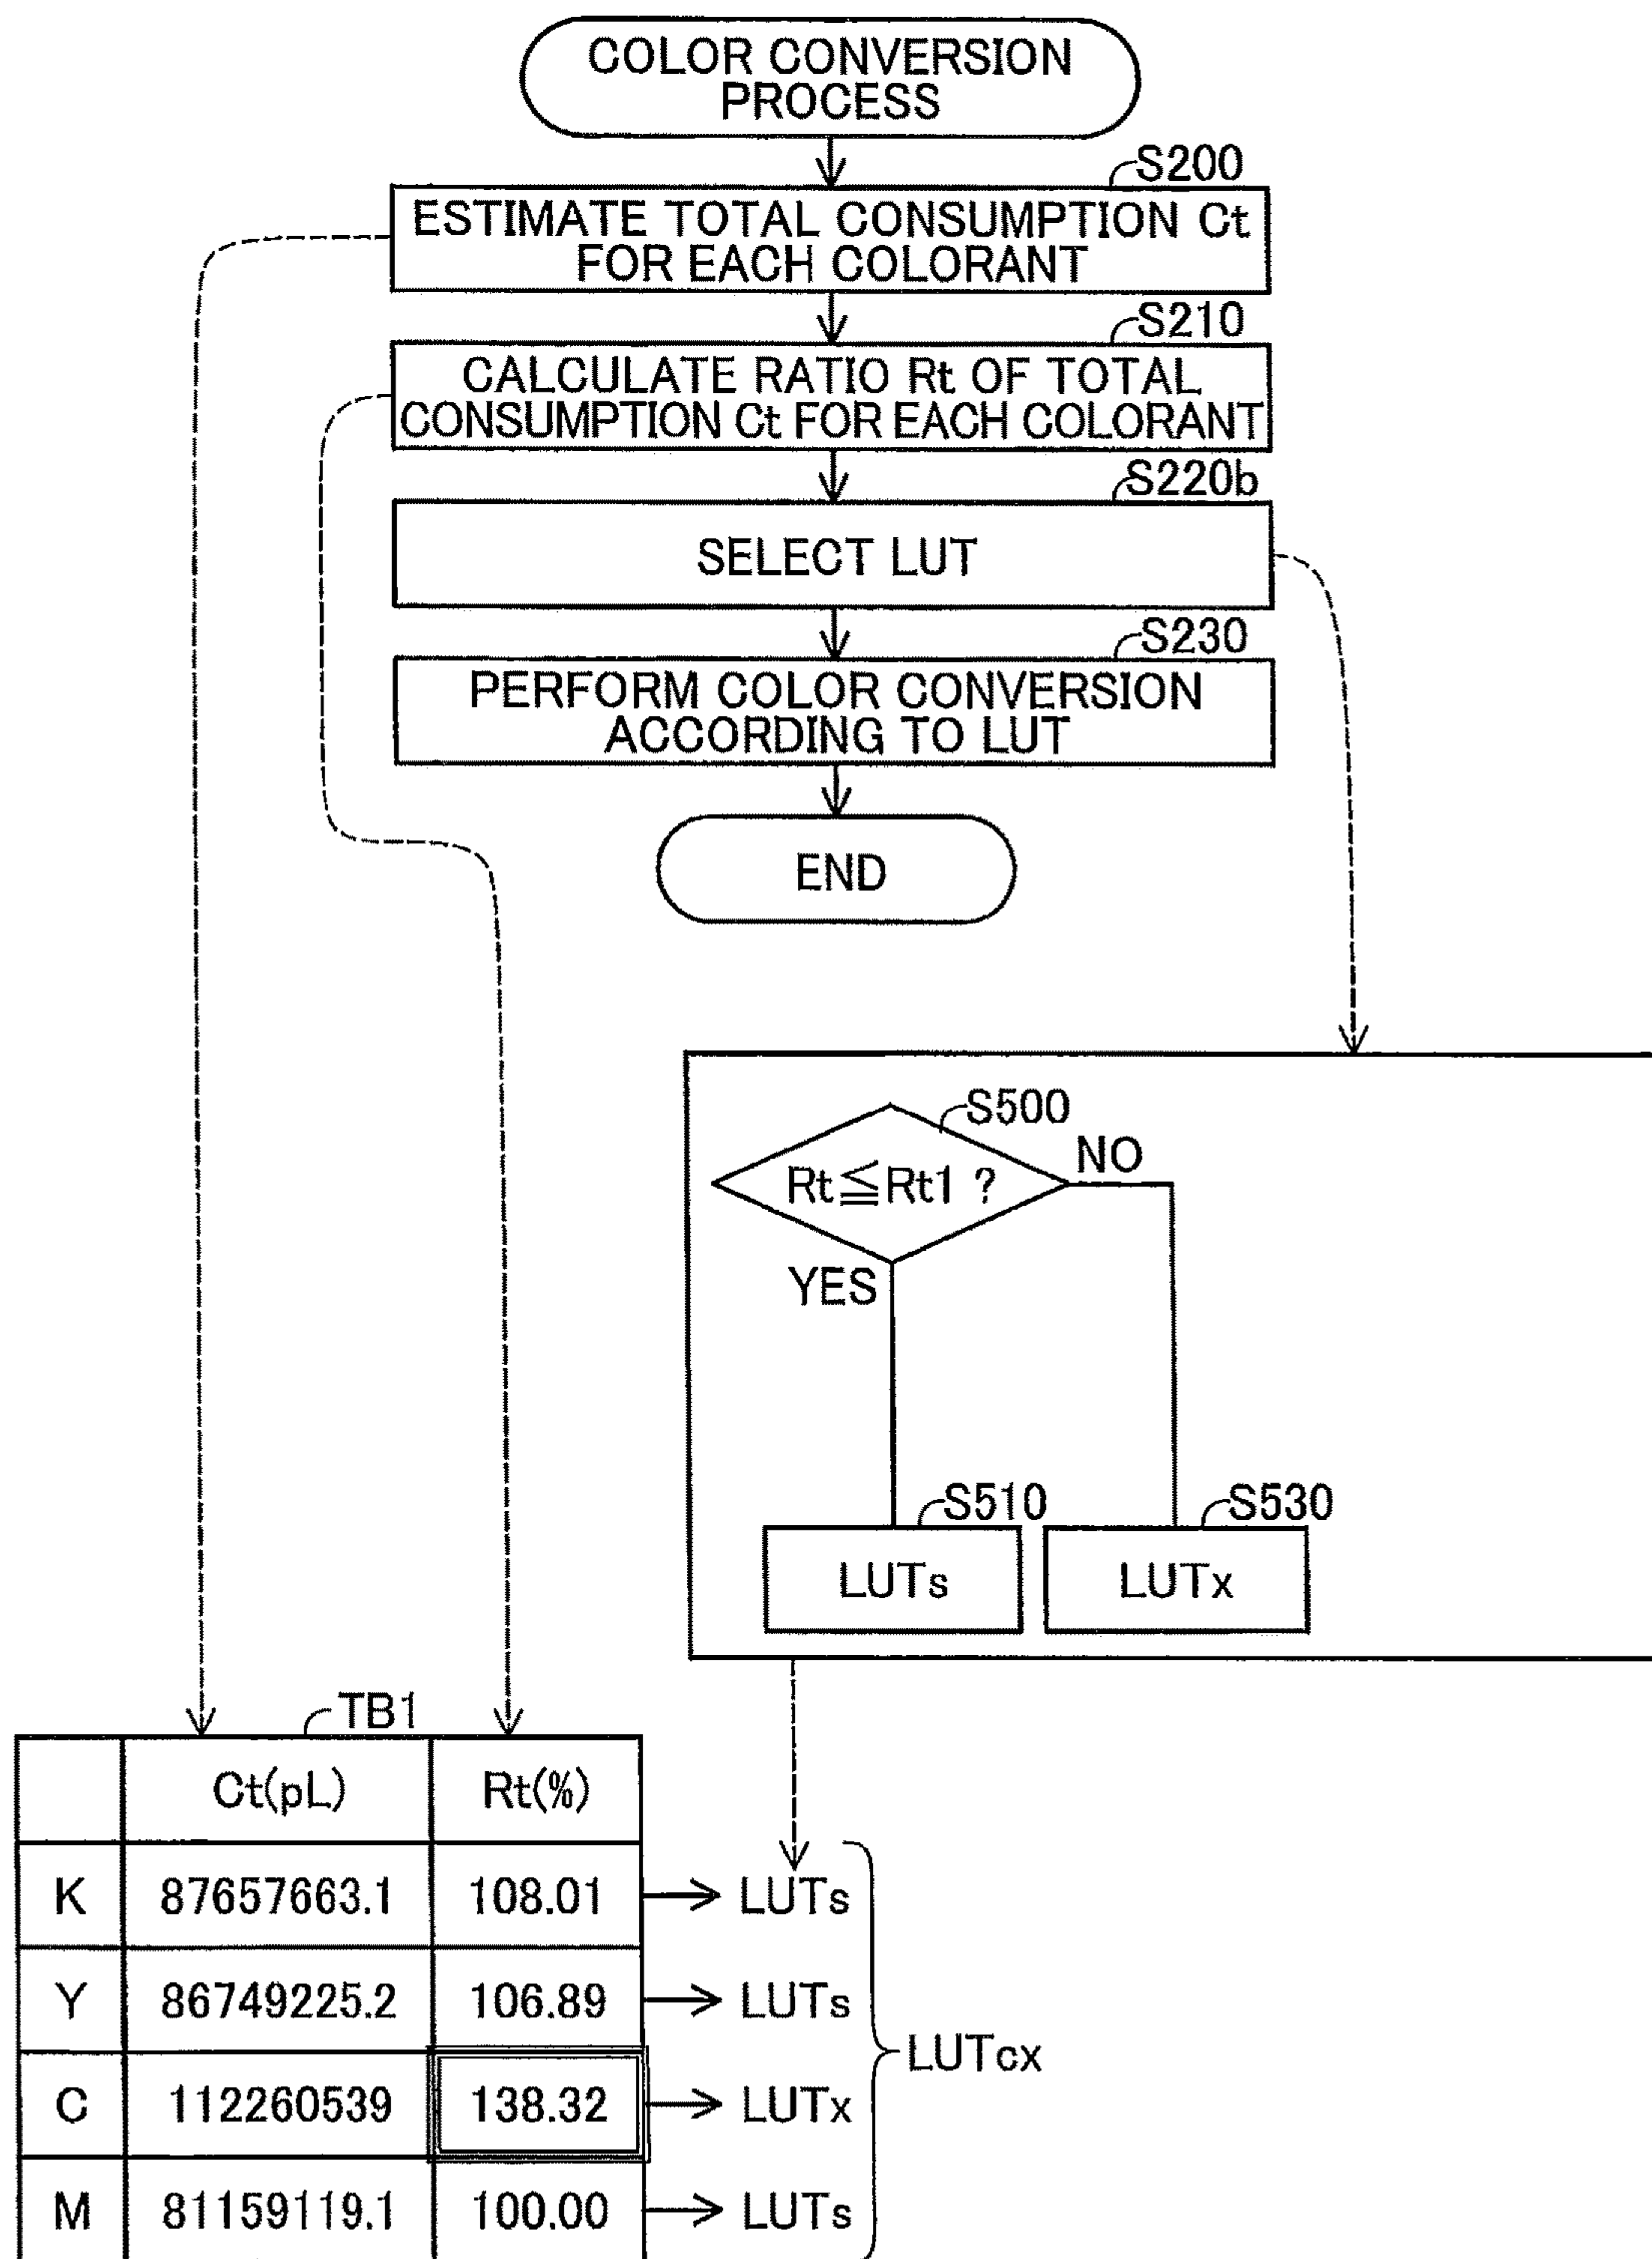 COLOR CONVERSION
PROCESS
S200
ESTIMATE TOTAL CONSUMPTION Ct
FOR EACH COLORANT
S210
CALCULATE RATIO Rt OF TOTAL
CONSUMPTION Ct FOR EACH COLORANT
S220b
SELECT LUT
S230
PERFORM COLOR CONVERSION
ACCORDING TO LUT
END
S500
Rt≦Rt1 ?
NO
YES
S510
S530
LUTs
LUTx
TB1
Ct(pL) Rt(%)
K 87657663.1 108.01 LUTs
Y 86749225.2 106.89 LUTs
LUTcx
C 112260539 138.32 LUTx
M 81159119.1 100.00 LUTs